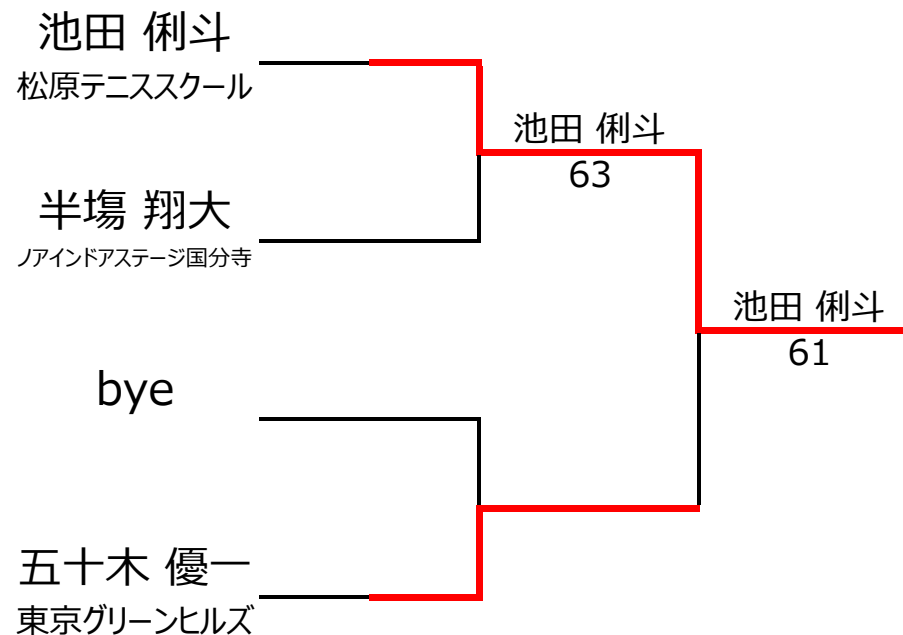 池田 俐斗
松原テニススクール
池田 俐斗
63
半塲 翔大
ノアインドアステージ国分寺
池田 俐斗
61
bye
五十木 優一
東京グリーンヒルズ